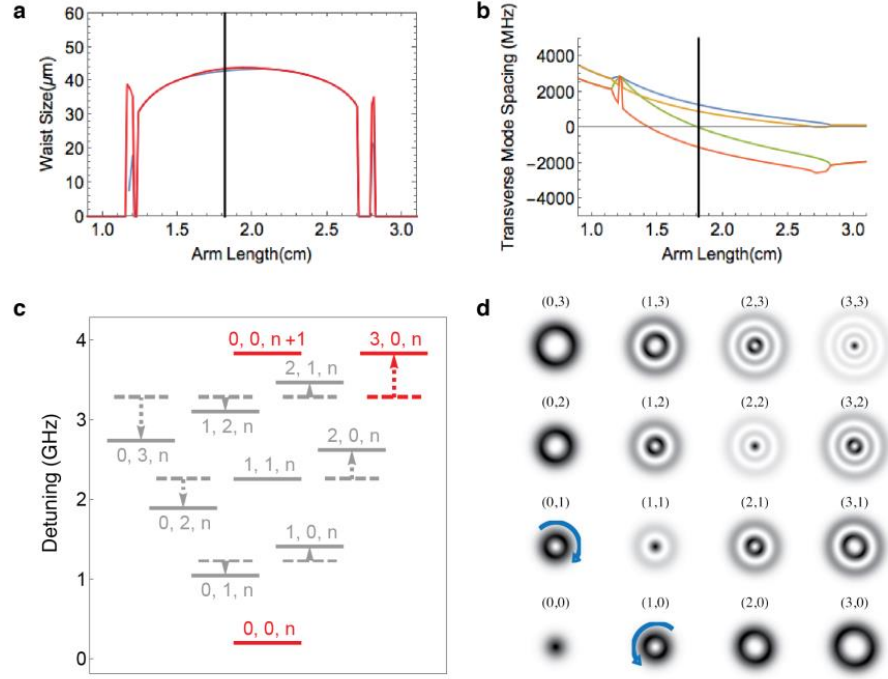 a
Waist Size(μm)
60
50
40
30
20
10
0
1.0 1.5 2.0 2.5 3.0
Arm Length(cm)
b
Transverse Mode Spacing (MHz)
4000
2000
0
−2000
−4000
1.0 1.5 2.0 2.5 3.0
Arm Length(cm)
c
Detuning (GHz)
4
3
2
1
0
0, 0, n +1
3, 0, n
2, 1, n
1, 2, n
0, 3, n
2, 0, n
1, 1, n
0, 2, n
1, 0, n
0, 1, n
0, 0, n
d
(0,3) (1,3) (2,3) (3,3)
(0,2) (1,2) (2,2) (3,2)
(0,1) (1,1) (2,1) (3,1)
(0,0) (1,0) (2,0) (3,0)